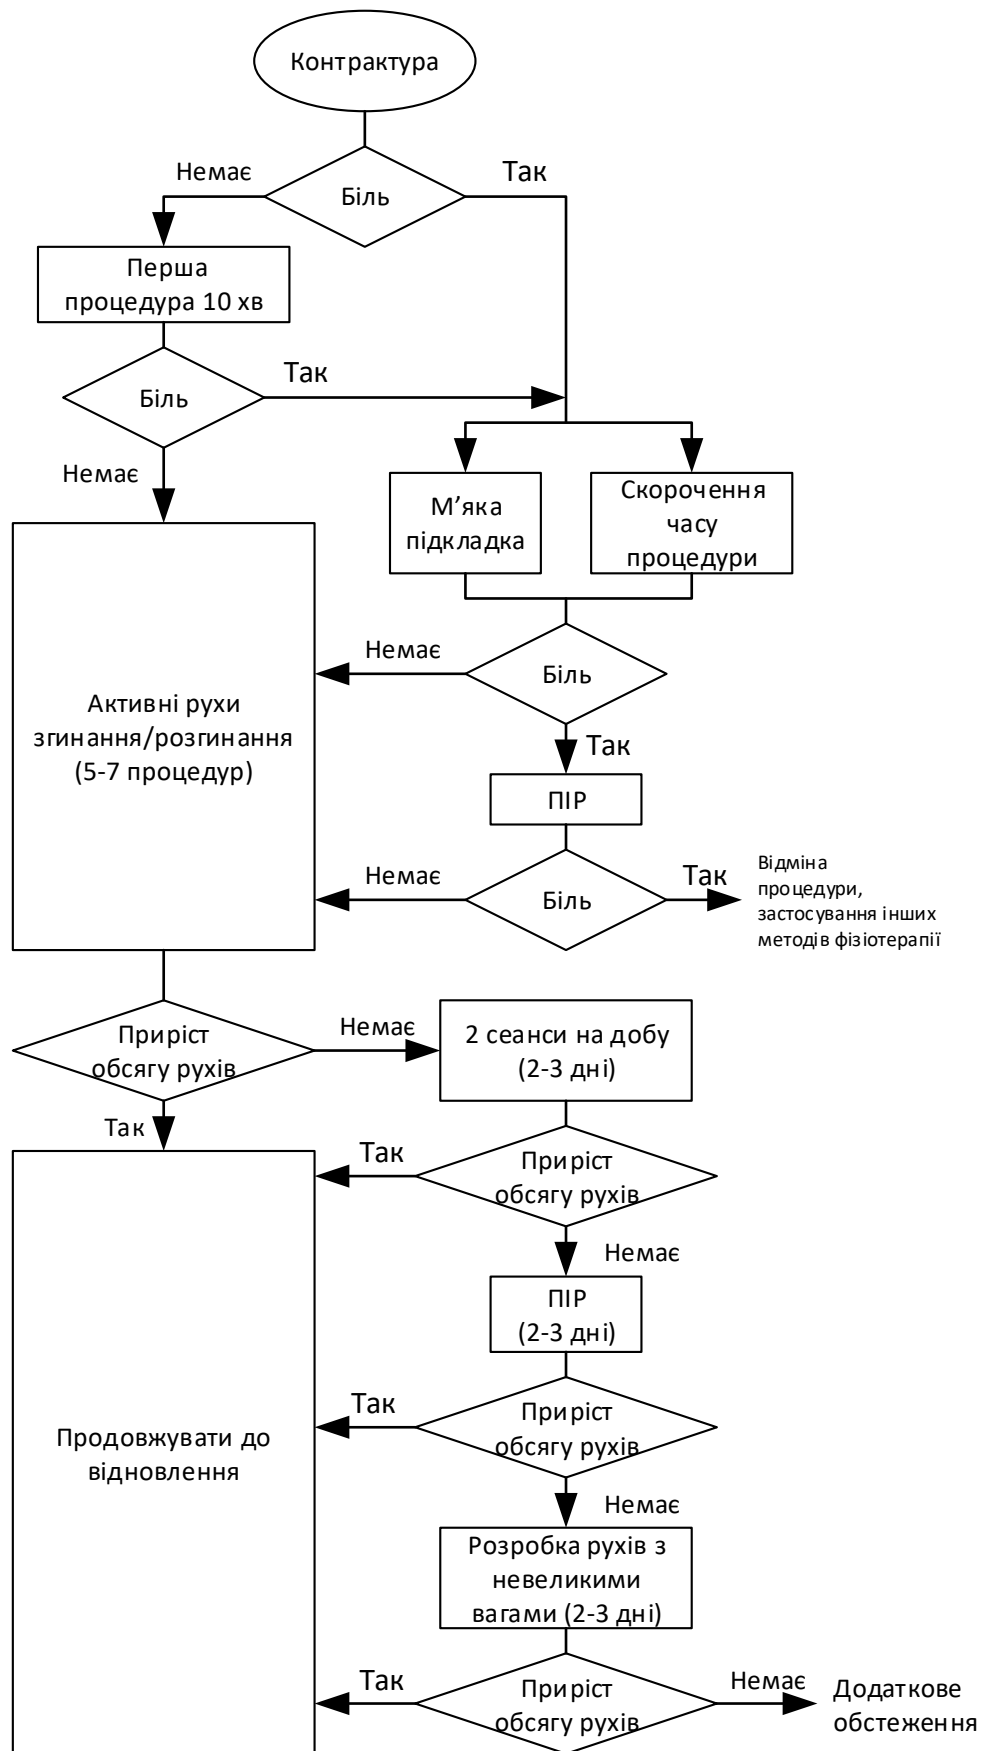 Контрактура
Немає
Так
Біль
Перша
процедура 10 хв
Так
Біль
Немає
М’яка
підкладка
Скорочення
часу
процедури
Немає
Біль
Активні рухи
згинання/розгинання
(5-7 процедур)
Так
ПІР
Немає
Біль
Так
Відміна
процедури,
застосування інших
методів фізіотерапії
Приріст
обсягу рухів
Немає
2 сеанси на добу
(2-3 дні)
Так
Так
Приріст
обсягу рухів
Немає
ПІР
(2-3 дні)
Так
Приріст
обсягу рухів
Продовжувати до
відновлення
Немає
Розробка рухів з
невеликими
вагами (2-3 дні)
Так
Приріст
обсягу рухів
Немає
Додаткове
обстеження